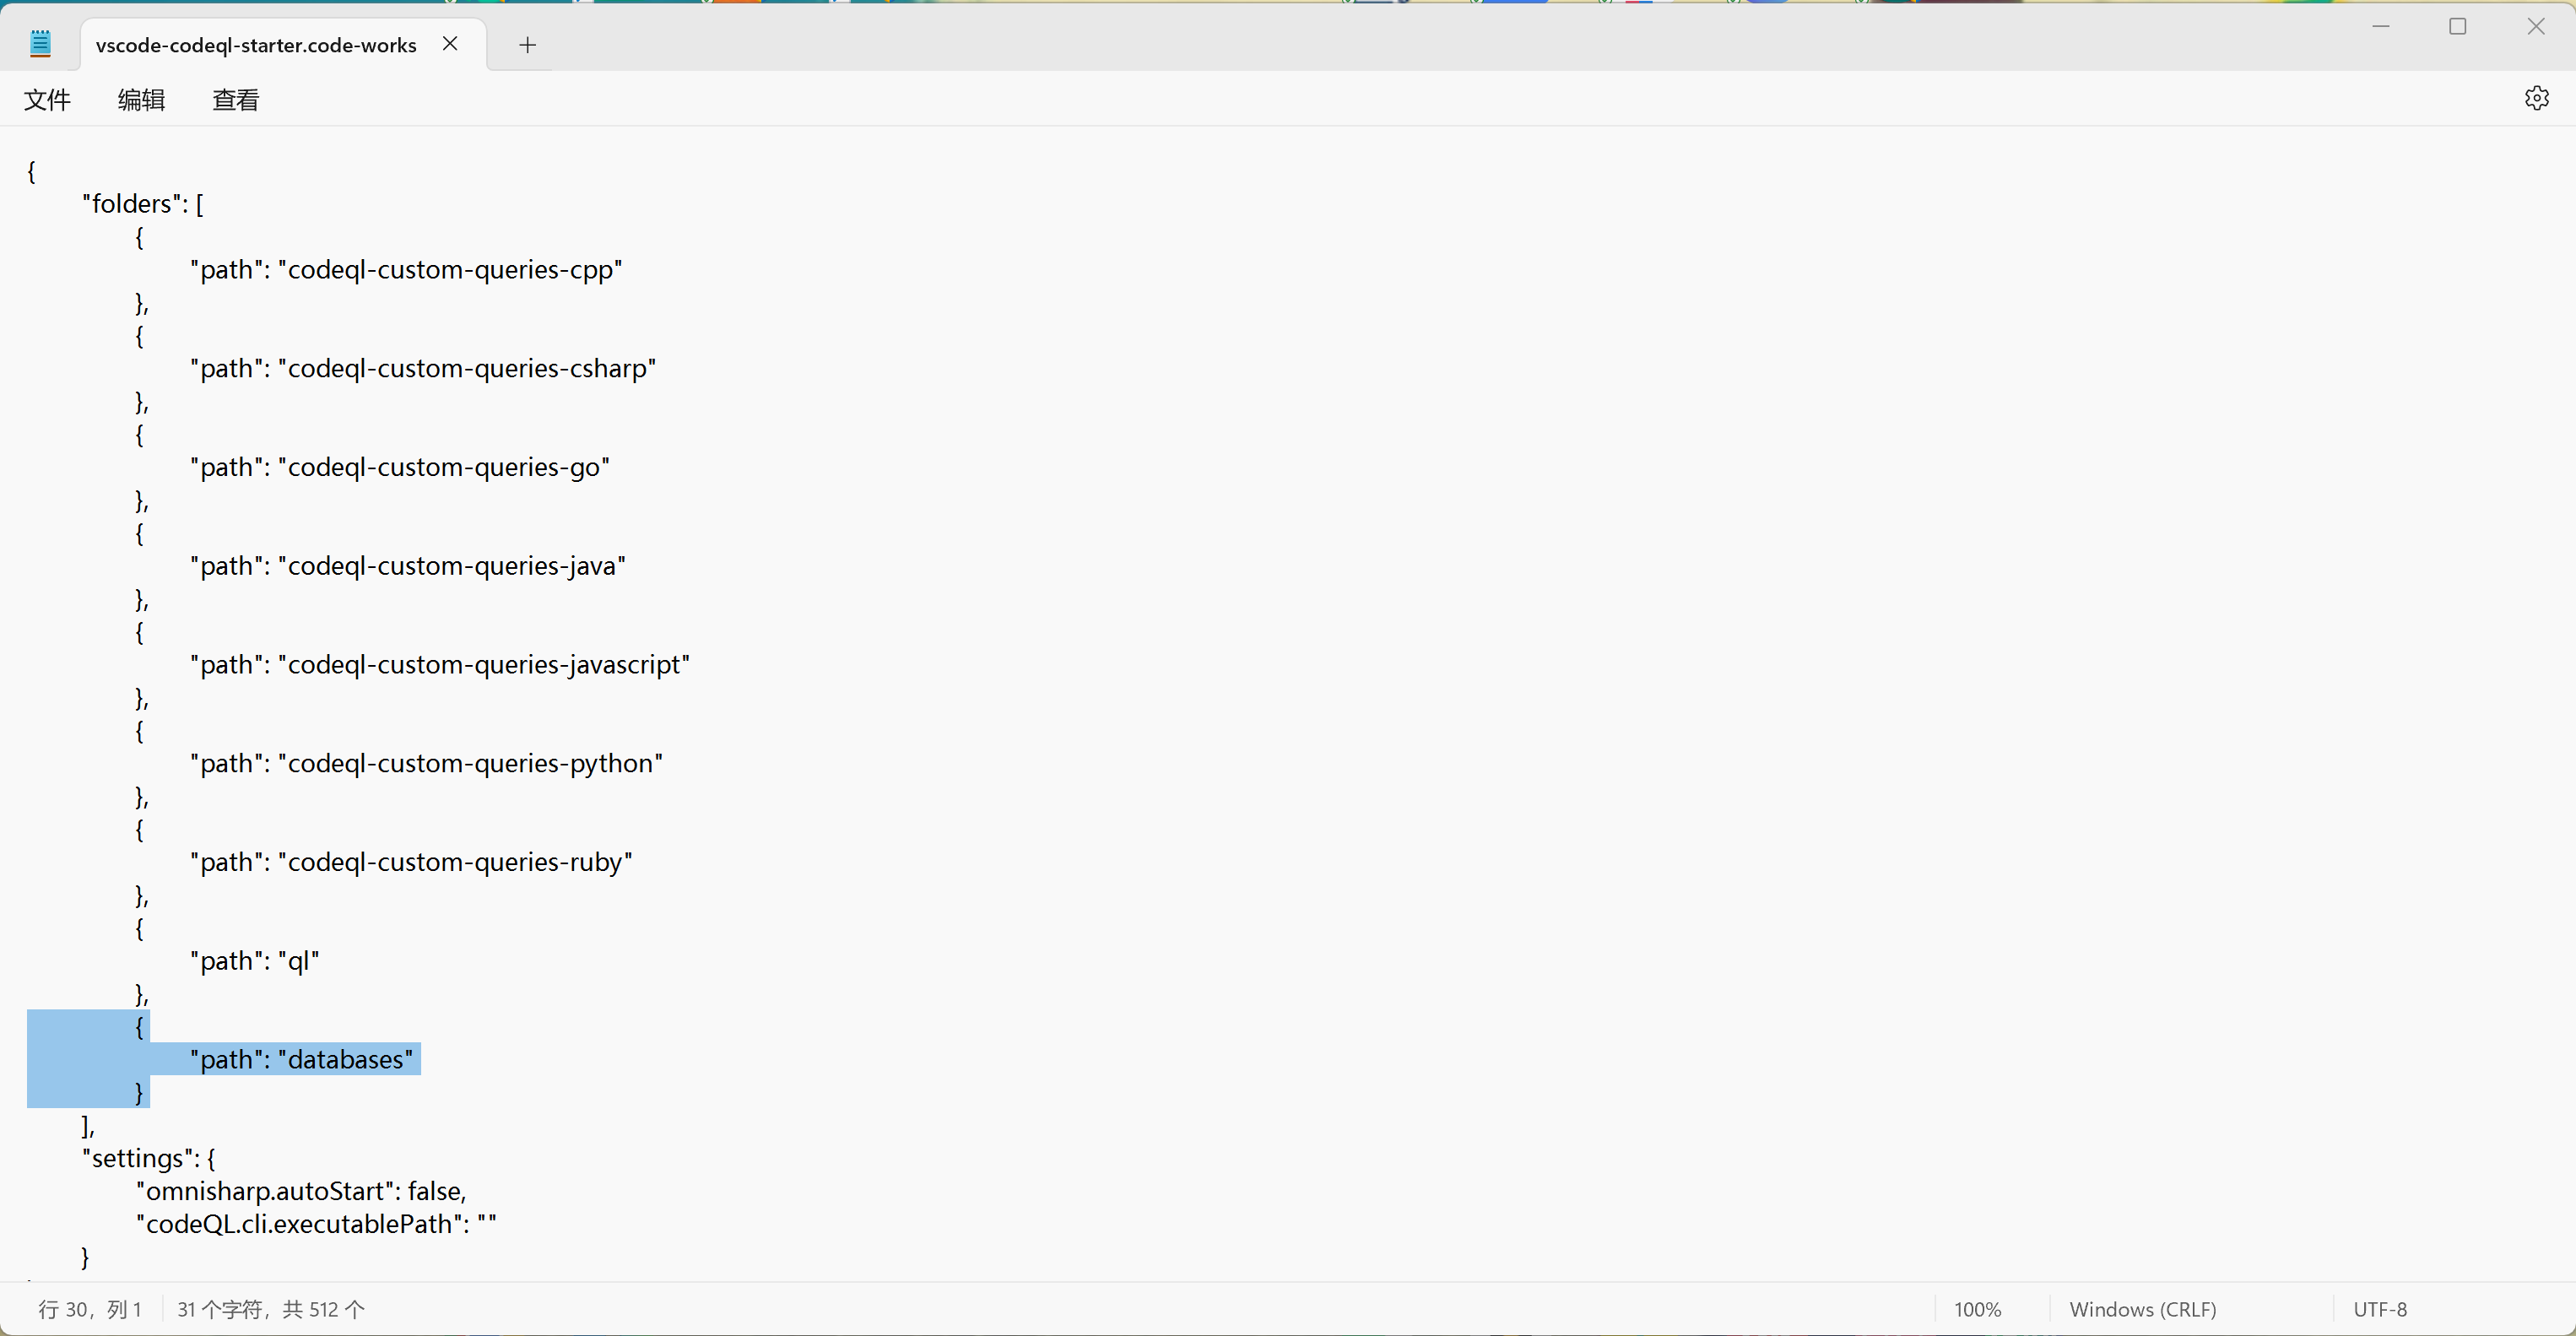 vscode-codeql-starter.code-works
文件 编辑 查看
{
"folders": [
{
"path": "codeql-custom-queries-cpp"
},
{
"path": "codeql-custom-queries-csharp"
},
{
"path": "codeql-custom-queries-go"
},
{
"path": "codeql-custom-queries-java"
},
{
"path": "codeql-custom-queries-javascript"
},
{
"path": "codeql-custom-queries-python"
},
{
"path": "codeql-custom-queries-ruby"
},
{
"path": "ql"
},
{
"path": "databases"
}
],
"settings": {
"omnisharp.autoStart": false,
"codeQL.cli.executablePath": ""
}
行 30，列 1 31 个字符，共 512 个 100% Windows (CRLF) UTF-8